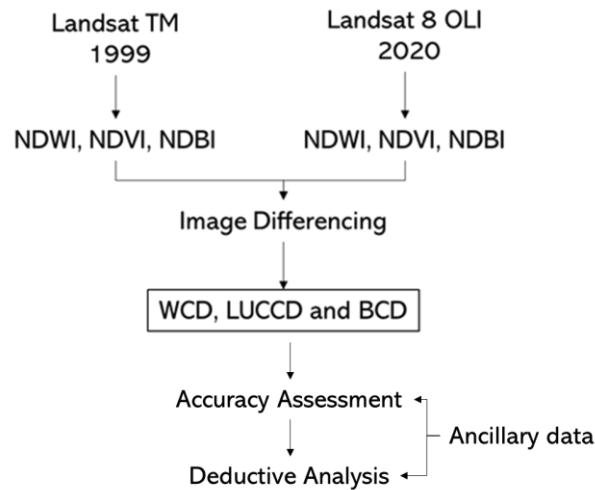 Landsat TM
1999
Landsat 8 OLI
2020
NDWI, NDVI, NDBI
NDWI, NDVI, NDBI
Image Differencing
WCD, LUCCD and BCD
Accuracy Assessment
Ancillary data
Deductive Analysis